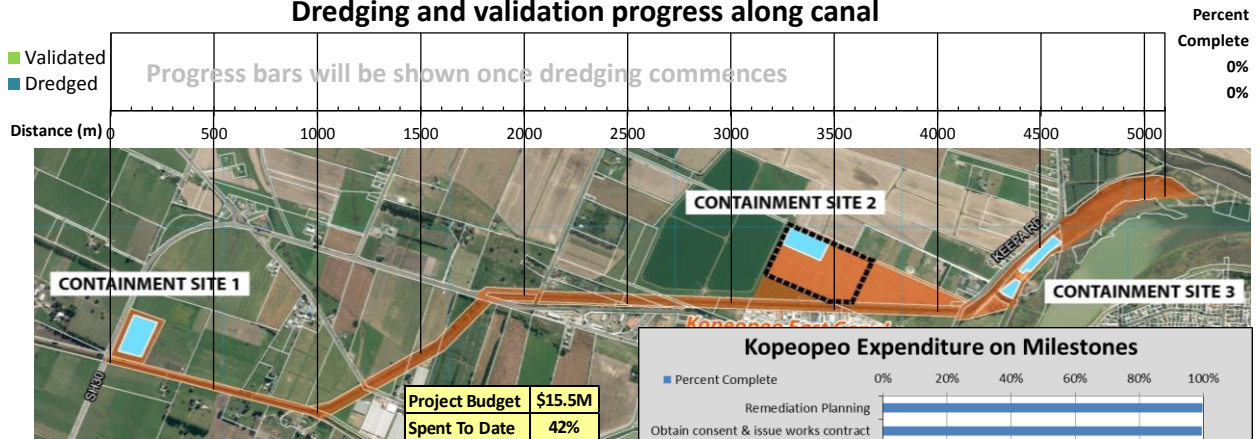 Dredging and validation progress along canal
Percent
Complete
Validated
0%
Dredged
0%
Progress bars will be shown once dredging commences
Distance (m) 0 500 1000 1500 2000 2500 3000 3500 4000 4500 5000
CONTAINMENT SITE 2
KEEPA RD
CONTAINMENT SITE 1
CONTAINMENT SITE 3
Kopeopeo East Canal
SH30
Project Budget $15.5M
Spent To Date 42%
Kopeopeo Expenditure on Milestones
Percent Complete 0% 20% 40% 60% 80% 100%
Remediation Planning
Obtain consent & issue works contract